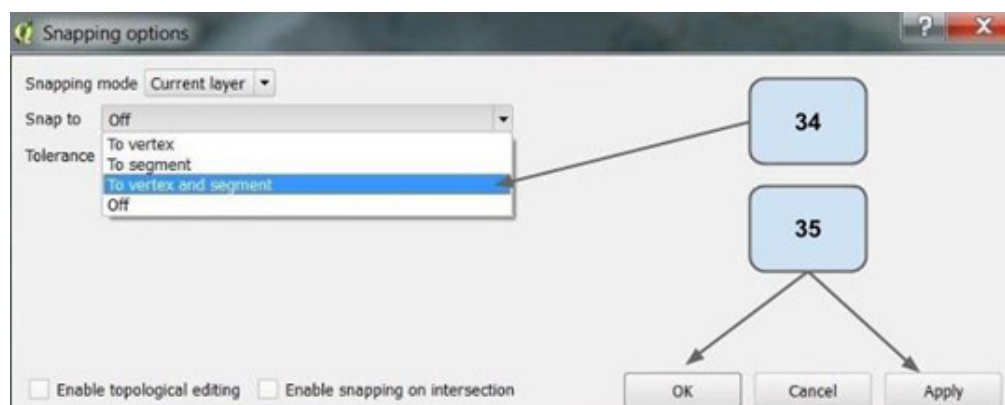 Snapping options
? X
Snapping mode Current layer
34
Snap to Off
To vertex
Tolerance To segment
To vertex and segment
Off
35
Enable topological editing Enable snapping on intersection OK Cancel Apply